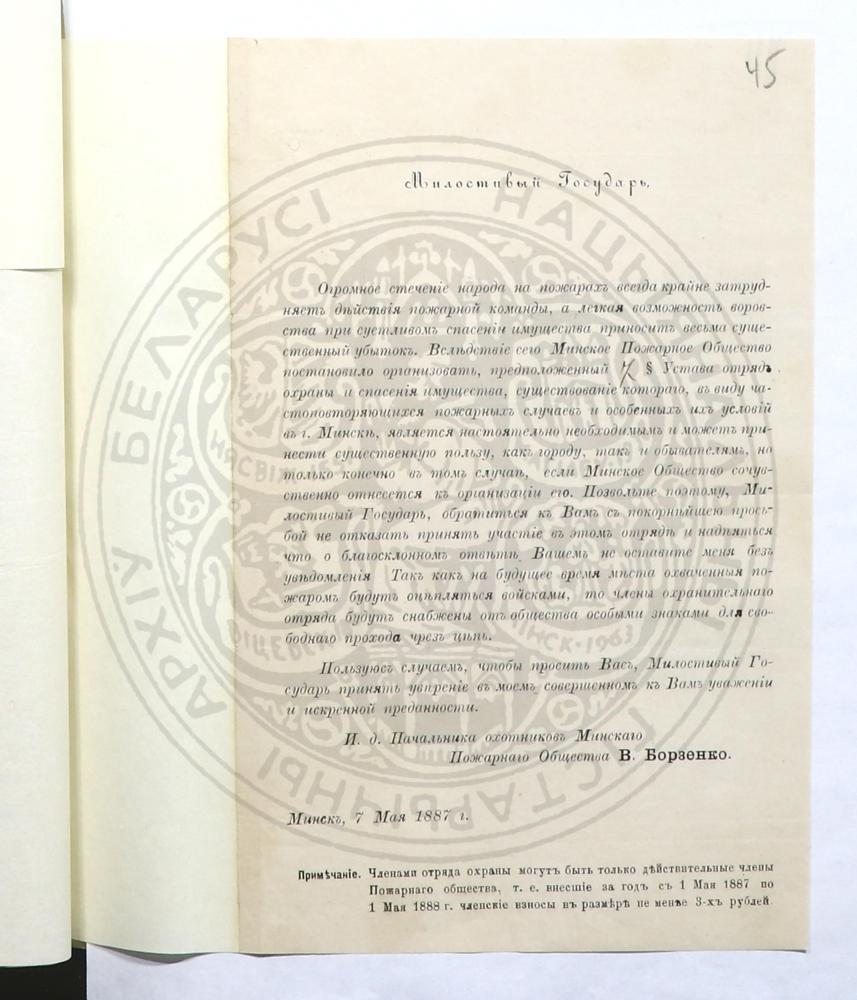 45
Милостивый Государь,
Огромное стеченіе народа на пожарахъ всегда крайне затруд-
няетъ дѣйствія пожарной команды, а легкая возможность воров-
ства при суетливомъ спасеніи имущества приноситъ весьма суще-
ственный убытокъ. Вслѣдствіе сего Минское Пожарное Общество
постановило организовать, предположенный § Устава отрядъ
охраны и спасенія имущества, существованіе котораго, въ виду ча-
стоповторяющихся пожарныхъ случаевъ и особенныхъ ихъ условій
въ г. Минскѣ, является настоятельно необходимымъ и можетъ при-
нести существенную пользу, какъ городу, такъ и обывателямъ, но
только конечно въ томъ случаѣ, если Минское Общество сочув-
ственно отнесется къ организаціи его. Позвольте поэтому, Ми-
лостивый Государь, обратиться къ Вамъ съ покорнѣйшею прось-
бой не отказать принять участіе въ этомъ отрядѣ и надѣяться
что о благосклонномъ отвѣтѣ Вашемъ не оставите меня безъ
увѣдомленія Такъ какъ на будущее время мѣста охваченныя по-
жаромъ будутъ оцѣпляться войсками, то члены охранительнаго
отряда будутъ снабжены отъ общества особыми знаками для сво-
боднаго прохода чрезъ цѣпь.
Пользуюсь случаемъ, чтобы просить Васъ, Милостивый Го-
сударь принять увѣреніе въ моемъ совершенномъ къ Вамъ уваженіи
и искренной преданности.
И. д. Начальника охотниковъ Минскаго
Пожарнаго Общества В. Борзенко.
Минскъ, 7 Мая 1887 г.
Примѣчаніе. Членами отряда охраны могутъ быть только дѣйствительные члены
Пожарнаго общества, т. е. внесшіе за годъ съ 1 Мая 1887 по
1 Мая 1888 г. членскіе взносы въ размѣрѣ не менѣе 3-хъ рублей.